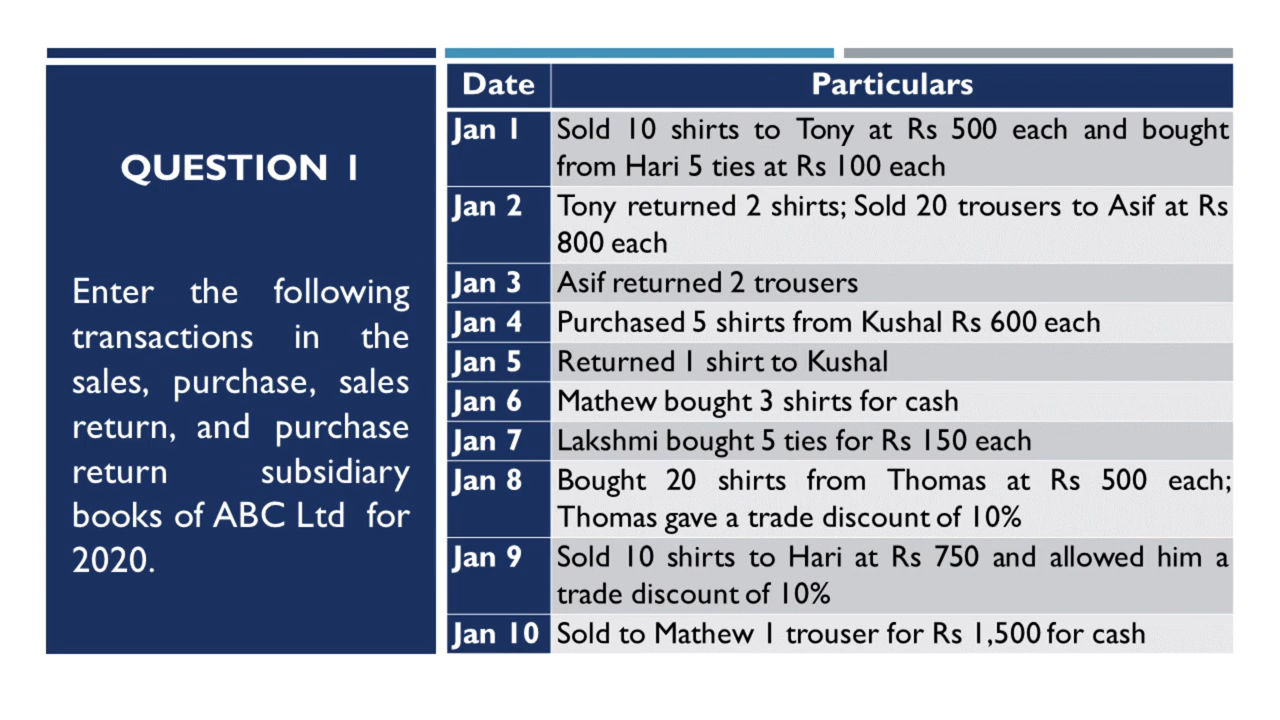 QUESTION 1
Enter the following
transactions in the
sales, purchase, sales
return, and purchase
return subsidiary
books of ABC Ltd for
2020.
Date Particulars
Jan 1 Sold 10 shirts to Tony at Rs 500 each and bought
from Hari 5 ties at Rs 100 each
Jan 2 Tony returned 2 shirts; Sold 20 trousers to Asif at Rs
800 each
Jan 3 Asif returned 2 trousers
Jan 4 Purchased 5 shirts from Kushal Rs 600 each
Jan 5 Returned 1 shirt to Kushal
Jan 6 Mathew bought 3 shirts for cash
Jan 7 Lakshmi bought 5 ties for Rs 150 each
Jan 8 Bought 20 shirts from Thomas at Rs 500 each;
Thomas gave a trade discount of 10%
Jan 9 Sold 10 shirts to Hari at Rs 750 and allowed him a
trade discount of 10%
Jan 10 Sold to Mathew 1 trouser for Rs 1,500 for cash